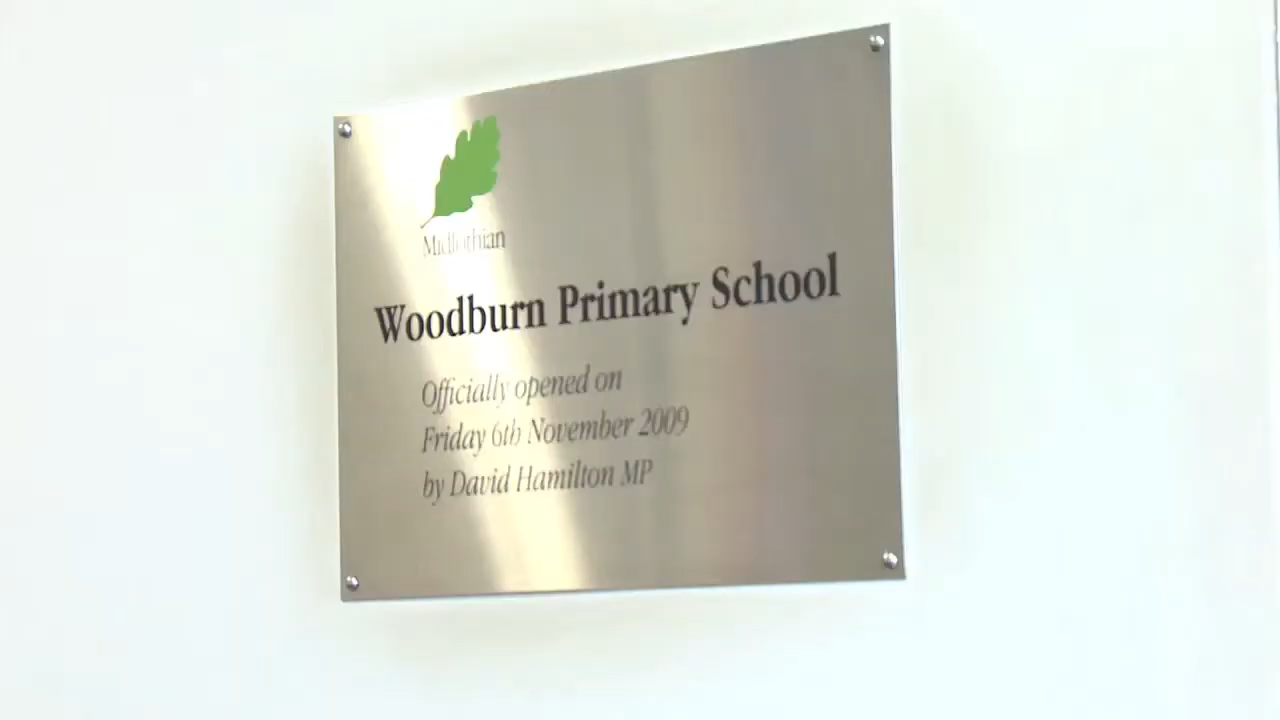 Midlothian
Woodburn Primary School
Officially opened on
Friday 6th November 2009
by David Hamilton MP